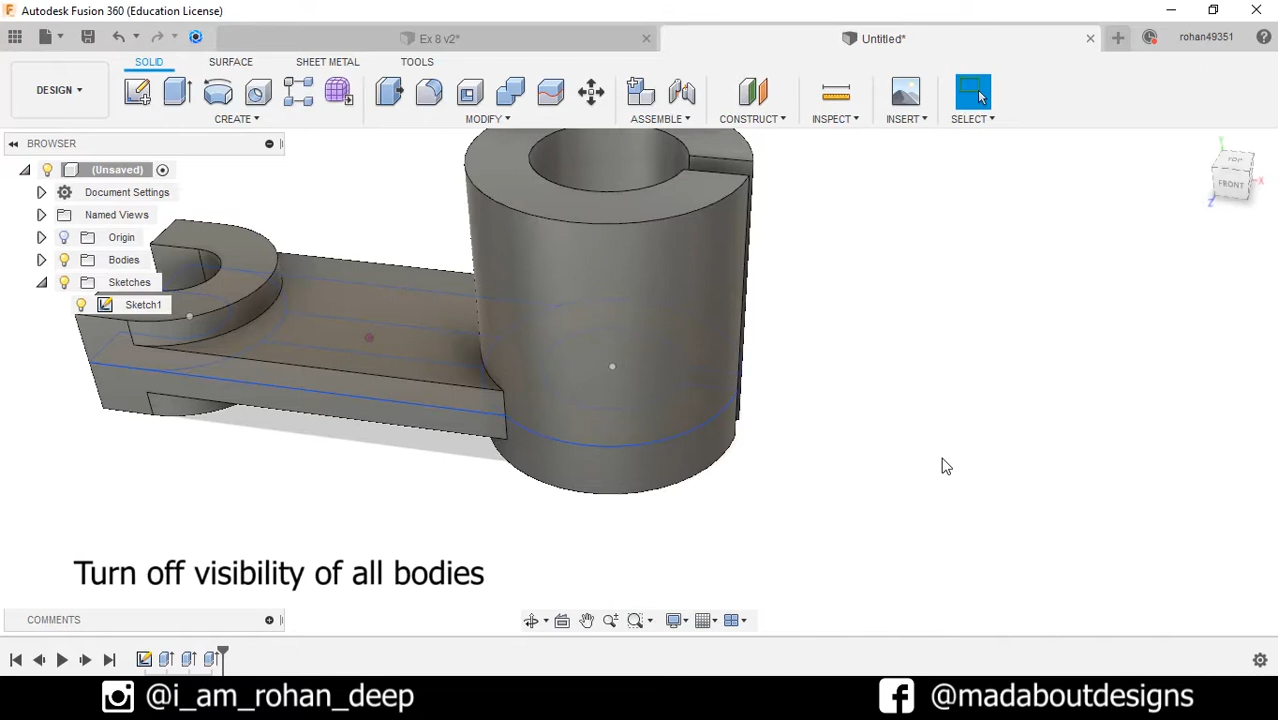 Autodesk Fusion 360 (Education License)
Ex 8 v2*
Untitled*
rohan49351
SOLID
SURFACE
SHEET METAL
TOOLS
DESIGN
CREATE
MODIFY
ASSEMBLE
CONSTRUCT
INSPECT
INSERT
SELECT
BROWSER
(Unsaved)
Document Settings
Named Views
Origin
Bodies
Sketches
Sketch1
TOP
FRONT
Y
X
Z
Turn off visibility of all bodies
COMMENTS
@i_am_rohan_deep
@madaboutdesigns